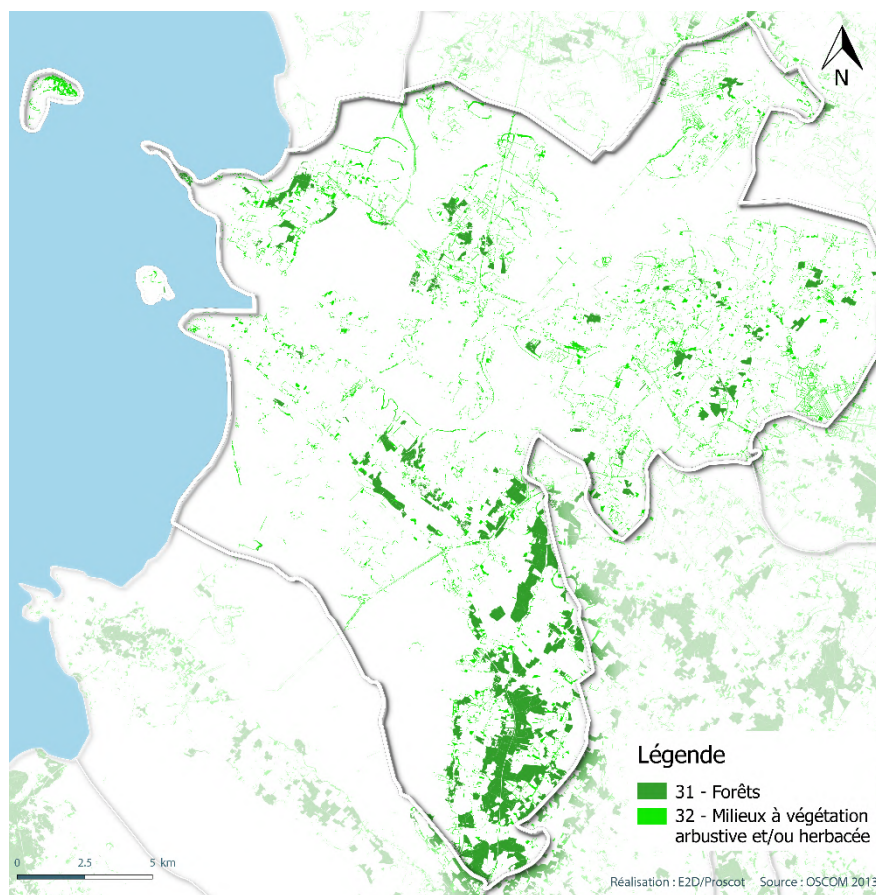 N
Légende
31 - Forêts
32 - Milieux à végétation
arbustive et/ou herbacée
0 2.5 5 km
Réalisation : E2D/Proscot Source : OSCOM 2013